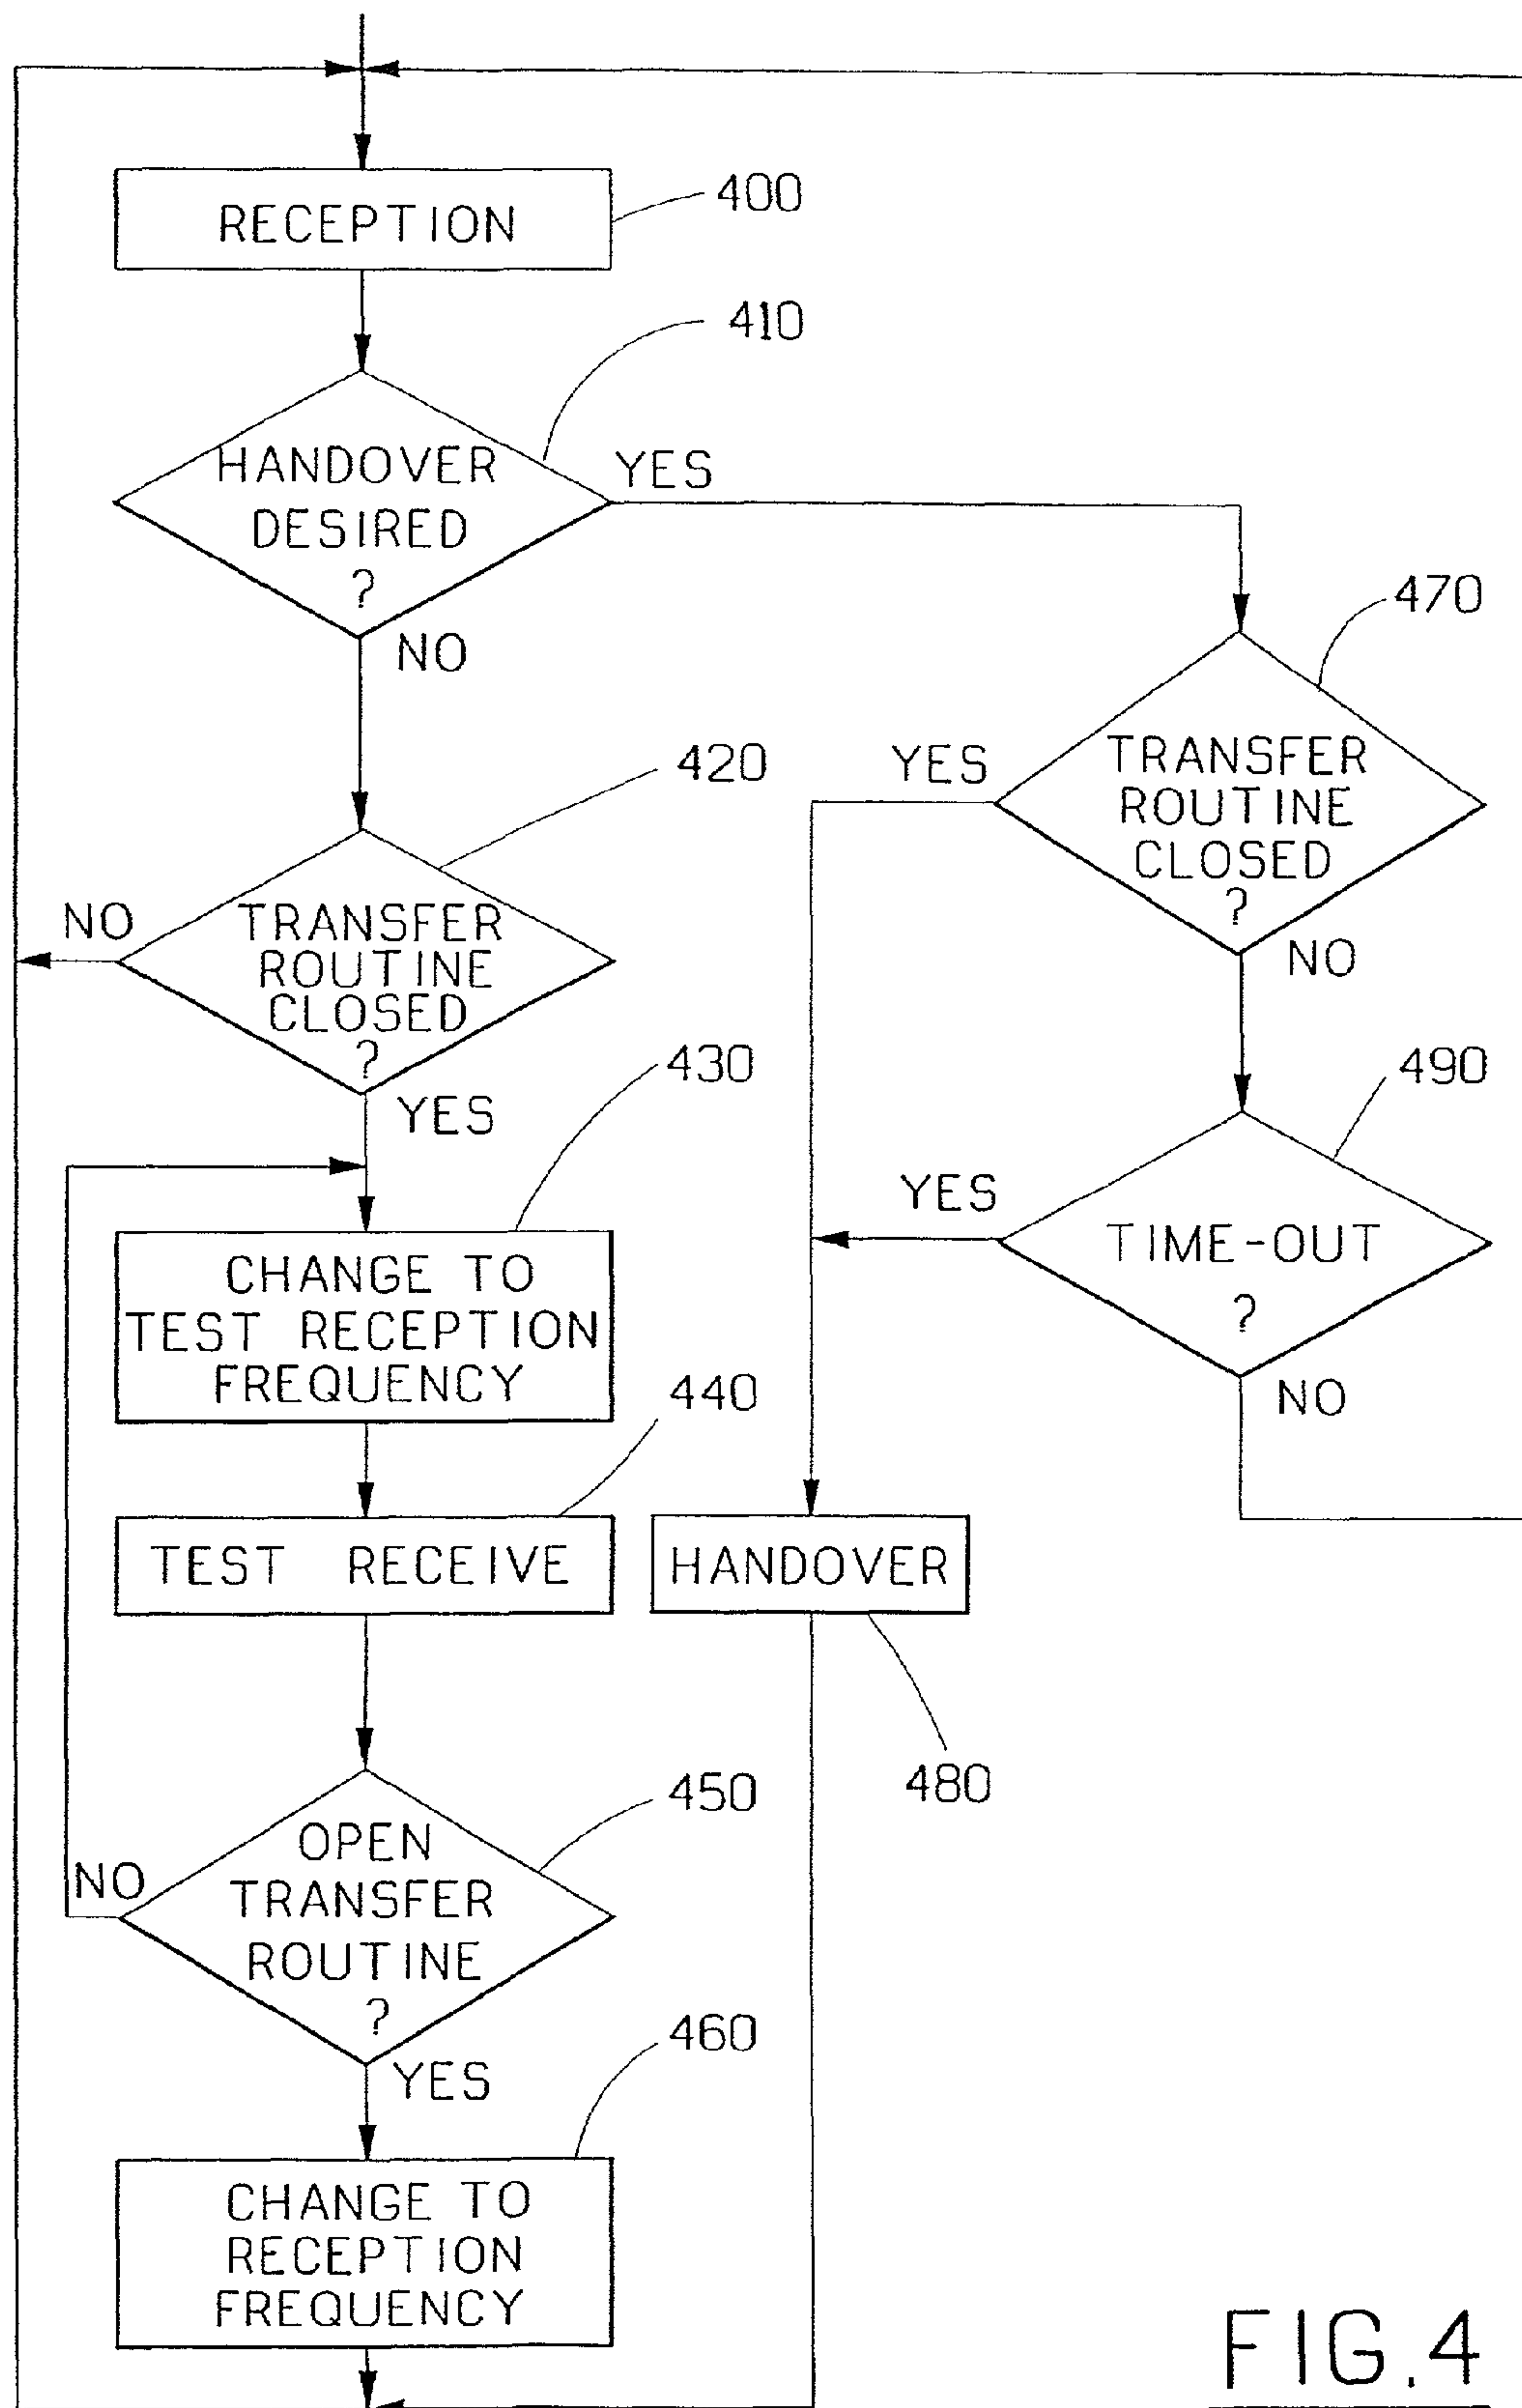 RECEPTION
400
410
HANDOVER
DESIRED
?
YES
NO
470
420
YES
TRANSFER
ROUTINE
CLOSED
?
NO
NO
TRANSFER
ROUTINE
CLOSED
?
YES
430
490
YES
TIME-OUT
?
NO
CHANGE TO
TEST RECEPTION
FREQUENCY
440
TEST RECEIVE
HANDOVER
480
450
OPEN
TRANSFER
ROUTINE
?
NO
YES
460
CHANGE TO
RECEPTION
FREQUENCY
FIG.4